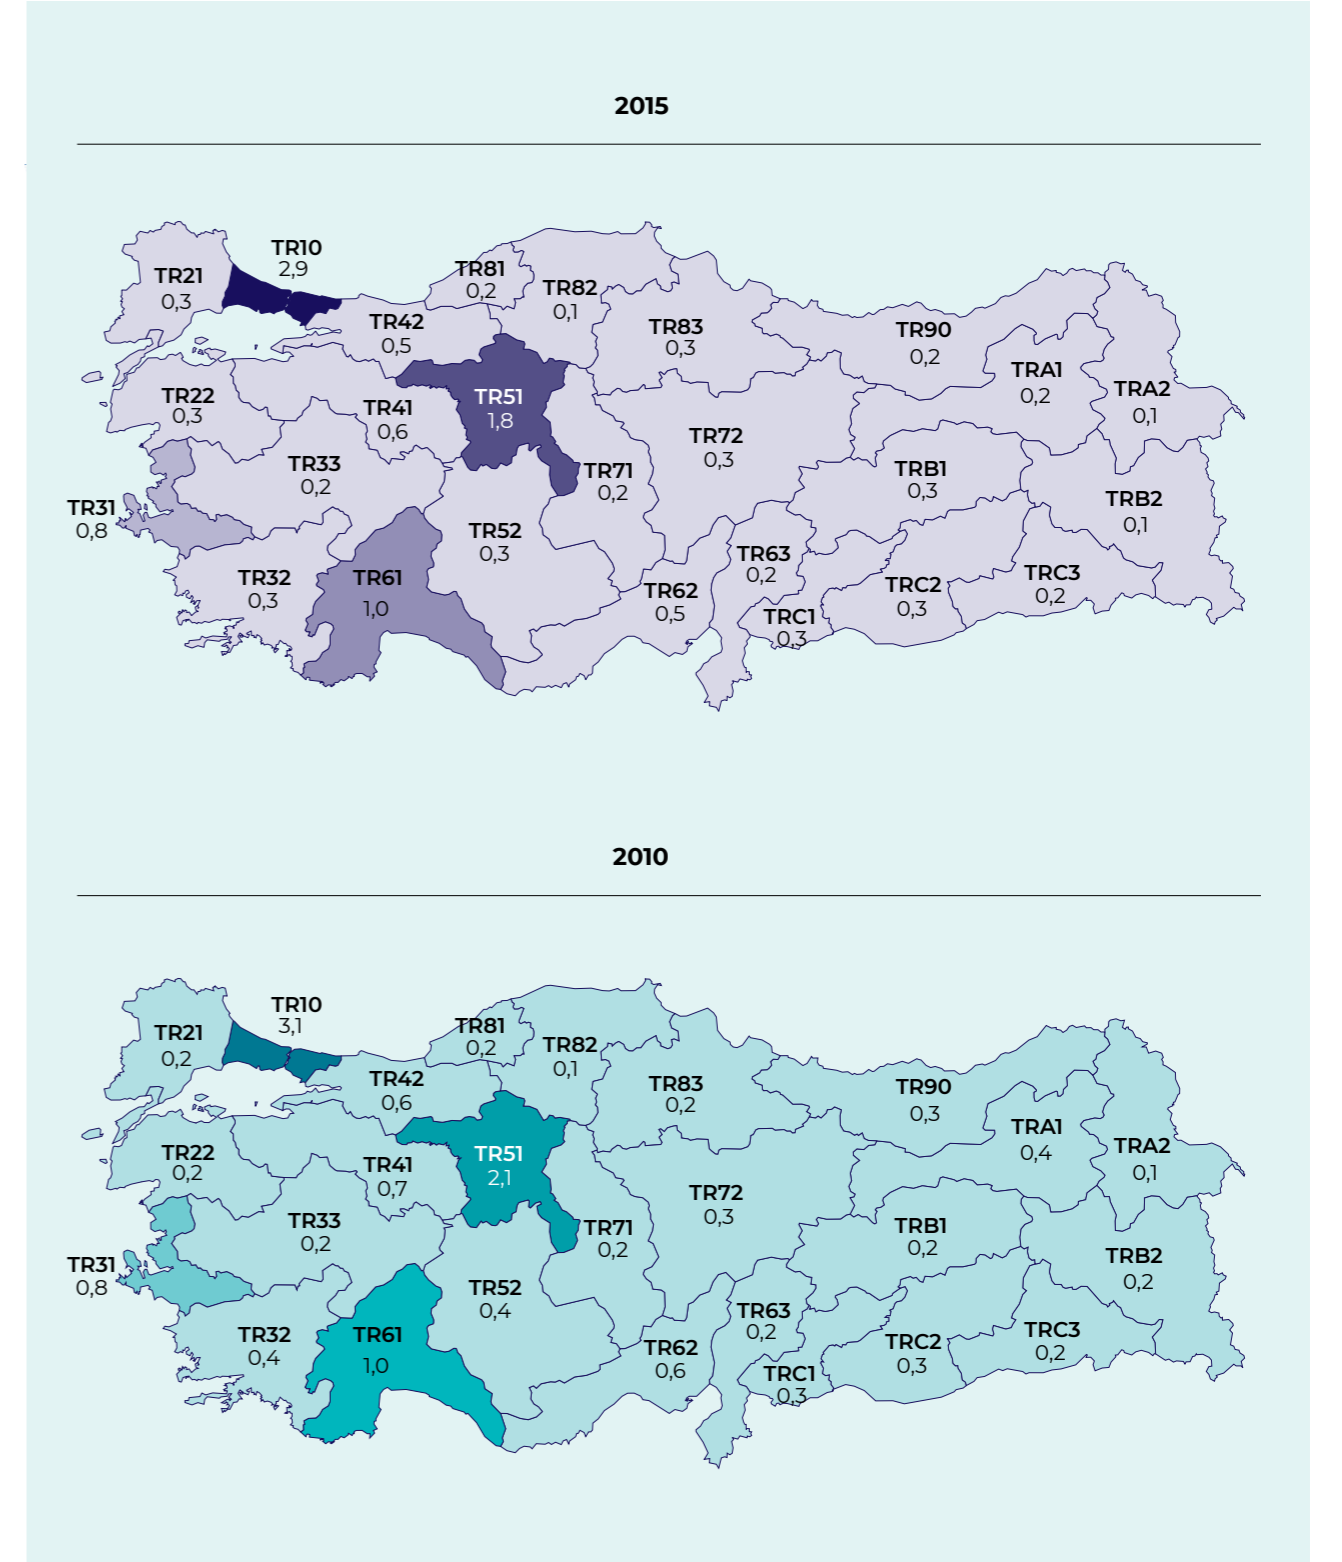 2015
TR10
2,9
TR21
0,3
TR81
0,2
TR82
0,1
TR42
0,5
TR83
0,3
TR90
0,2
TRA1
0,2
TRA2
0,1
TR22
0,3
TR41
0,6
TR51
1,8
TR72
0,3
TR33
0,2
TR71
0,2
TRB1
0,3
TRB2
0,1
TR31
0,8
TR52
0,3
TR63
0,2
TR32
0,3
TR61
1,0
TR62
0,5
TRC1
0,3
TRC2
0,3
TRC3
0,2
2010
TR10
3,1
TR21
0,2
TR81
0,2
TR82
0,1
TR42
0,6
TR83
0,2
TR90
0,3
TRA1
0,4
TRA2
0,1
TR22
0,2
TR41
0,7
TR51
2,1
TR72
0,3
TR33
0,2
TR71
0,2
TRB1
0,2
TRB2
0,2
TR31
0,8
TR52
0,4
TR63
0,2
TR32
0,4
TR61
1,0
TR62
0,6
TRC1
0,3
TRC2
0,3
TRC3
0,2